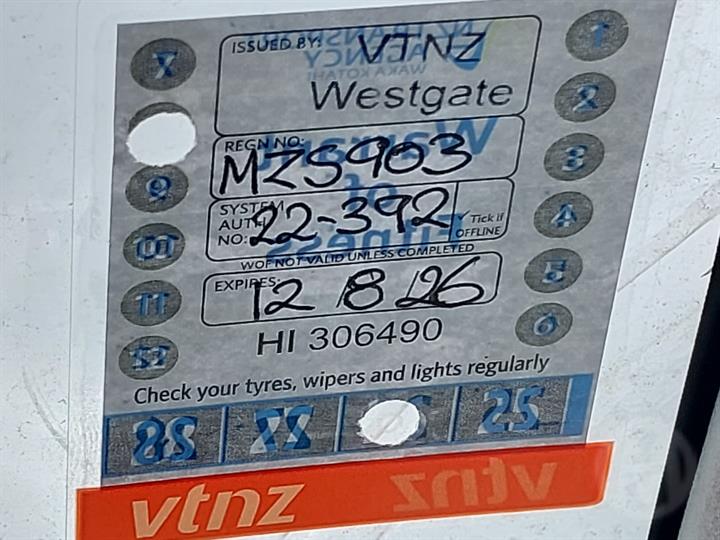 ISSUED BY: VTNZ
Westgate
REGN NO:
MZS903
SYSTEM
AUTH
NO: 22-392
Tick if
OFFLINE
WOF NOT VALID UNLESS COMPLETED
EXPIRES: 12 8 26
HI 306490
Check your tyres, wipers and lights regularly
vtnz